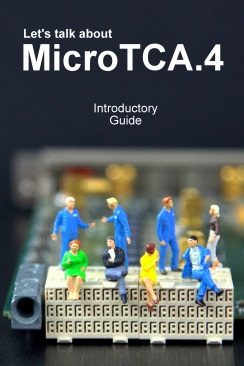 Let's talk about
MicroTCA.4
Introductory
Guide